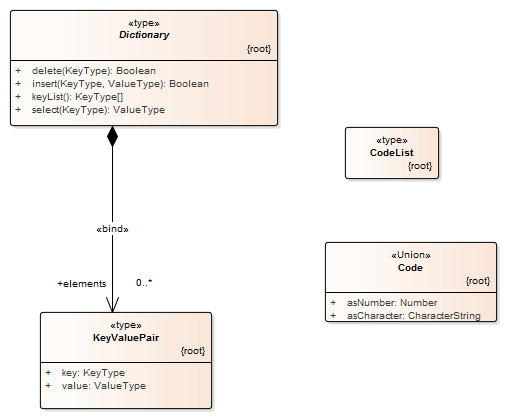 «type»
Dictionary
{root}
+ delete(KeyType): Boolean
+ insert(KeyType, ValueType): Boolean
+ keyList(): KeyType[]
+ select(KeyType): ValueType
«type»
CodeList
{root}
«bind»
«Union»
Code
{root}
+ asNumber: Number
+ asCharacter: CharacterString
+elements 0..*
«type»
KeyValuePair
{root}
+ key: KeyType
+ value: ValueType